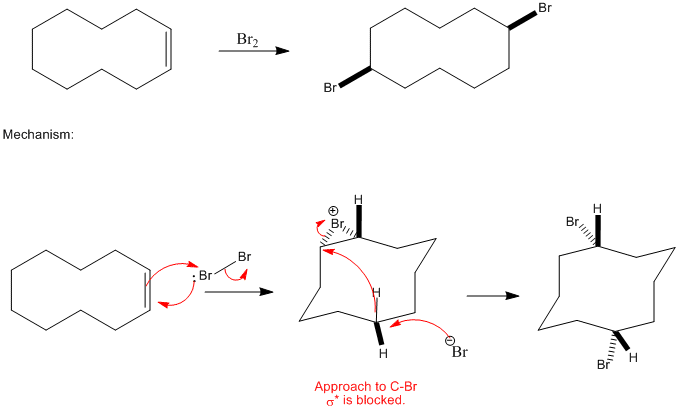 Br
Br₂
Br
Mechanism:
H
⊕
Br
H
Br
Br
:Br
H
H
⊖
Br
Br
H
Approach to C-Br
σ* is blocked.